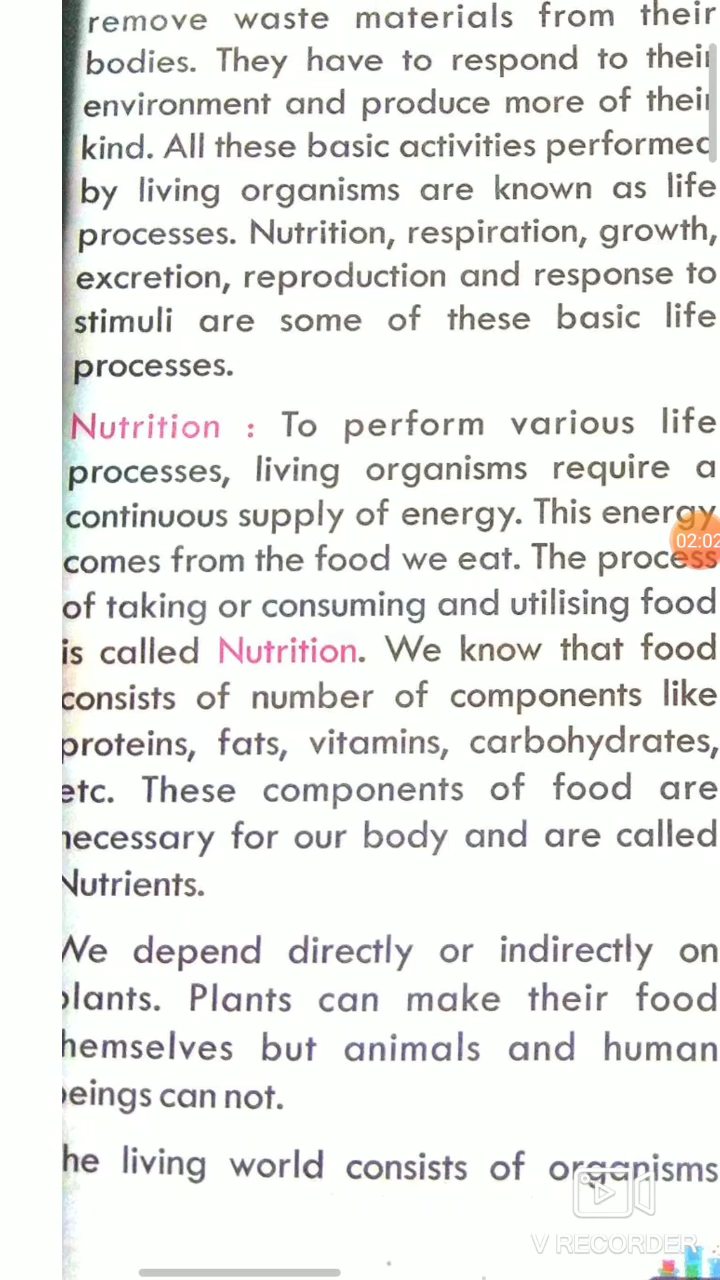 remove waste materials from their
bodies. They have to respond to their
environment and produce more of their
kind. All these basic activities performed
by living organisms are known as life
processes. Nutrition, respiration, growth,
excretion, reproduction and response to
stimuli are some of these basic life
processes.
Nutrition : To perform various life
processes, living organisms require a
continuous supply of energy. This energy
02:02
comes from the food we eat. The process
of taking or consuming and utilising food
is called Nutrition. We know that food
consists of number of components like
proteins, fats, vitamins, carbohydrates,
etc. These components of food are
necessary for our body and are called
Nutrients.
We depend directly or indirectly on
plants. Plants can make their food
hemselves but animals and human
eings can not.
he living world consists of organisms
V RECORDER